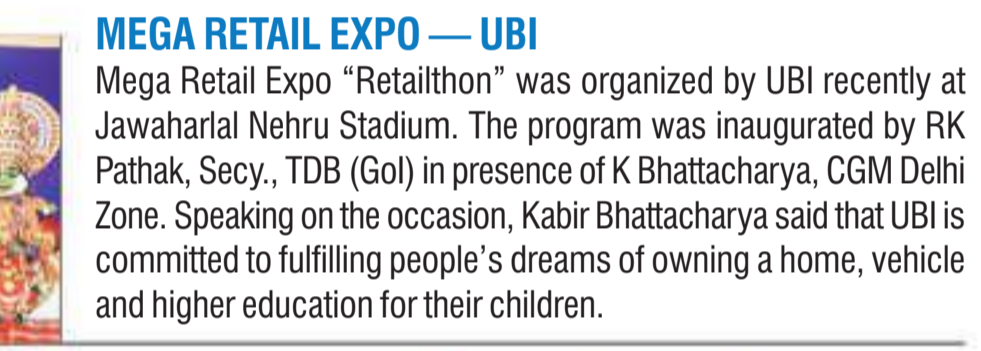 MEGA RETAIL EXPO — UBI
Mega Retail Expo “Retailthon” was organized by UBI recently at
Jawaharlal Nehru Stadium. The program was inaugurated by RK
Pathak, Secy., TDB (GoI) in presence of K Bhattacharya, CGM Delhi
Zone. Speaking on the occasion, Kabir Bhattacharya said that UBI is
committed to fulfilling people’s dreams of owning a home, vehicle
and higher education for their children.